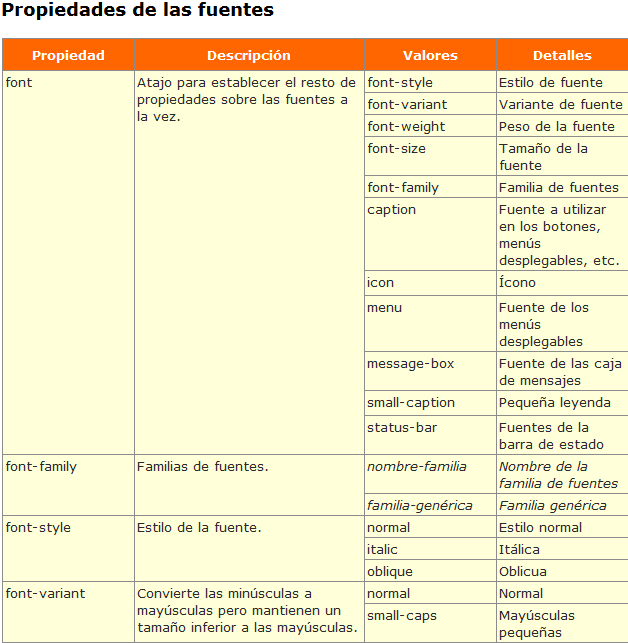 Propiedades de las fuentes
Propiedad Descripción Valores Detalles
font Atajo para establecer el resto de font-style Estilo de fuente
propiedades sobre las fuentes a font-variant Variante de fuente
la vez. font-weight Peso de la fuente
font-size Tamaño de la
fuente
font-family Familia de fuentes
caption Fuente a utilizar
en los botones,
menús
desplegables, etc.
icon Ícono
menu Fuente de los
menús
desplegables
message-box Fuente de las caja
de mensajes
small-caption Pequeña leyenda
status-bar Fuentes de la
barra de estado
font-family Familias de fuentes. nombre-familia Nombre de la
familia de fuentes
familia-genérica Familia genérica
font-style Estilo de la fuente. normal Estilo normal
italic Itálica
oblique Oblicua
font-variant Convierte las minúsculas a normal Normal
mayúsculas pero mantienen un small-caps Mayúsculas
tamaño inferior a las mayúsculas. pequeñas